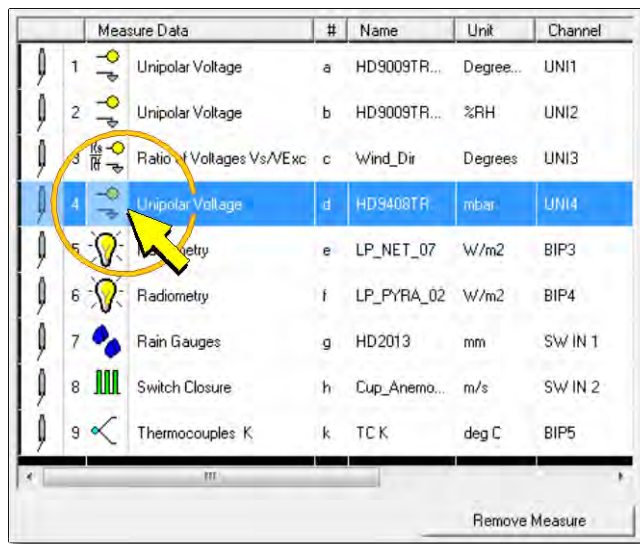 Measure Data # Name Unit Channel
1 Unipolar Voltage a HD9009TR... Degree... UNI1
2 Unipolar Voltage b HD9009TR... %RH UNI2
3 Rs Rf Ratio of Voltages Vs/VExc c Wind_Dir Degrees UNI3
4 Unipolar Voltage d HD9408TR... mbar UNI4
5 e LP_NET_07 W/m2 BIP3
6 Radiometry f LP_PYRA_02 W/m2 BIP4
7 Rain Gauges g HD2013 mm SW IN 1
8 Switch Closure h Cup_Anemo... m/s SW IN 2
9 Thermocouples K k TC K deg C BIP5
Remove Measure